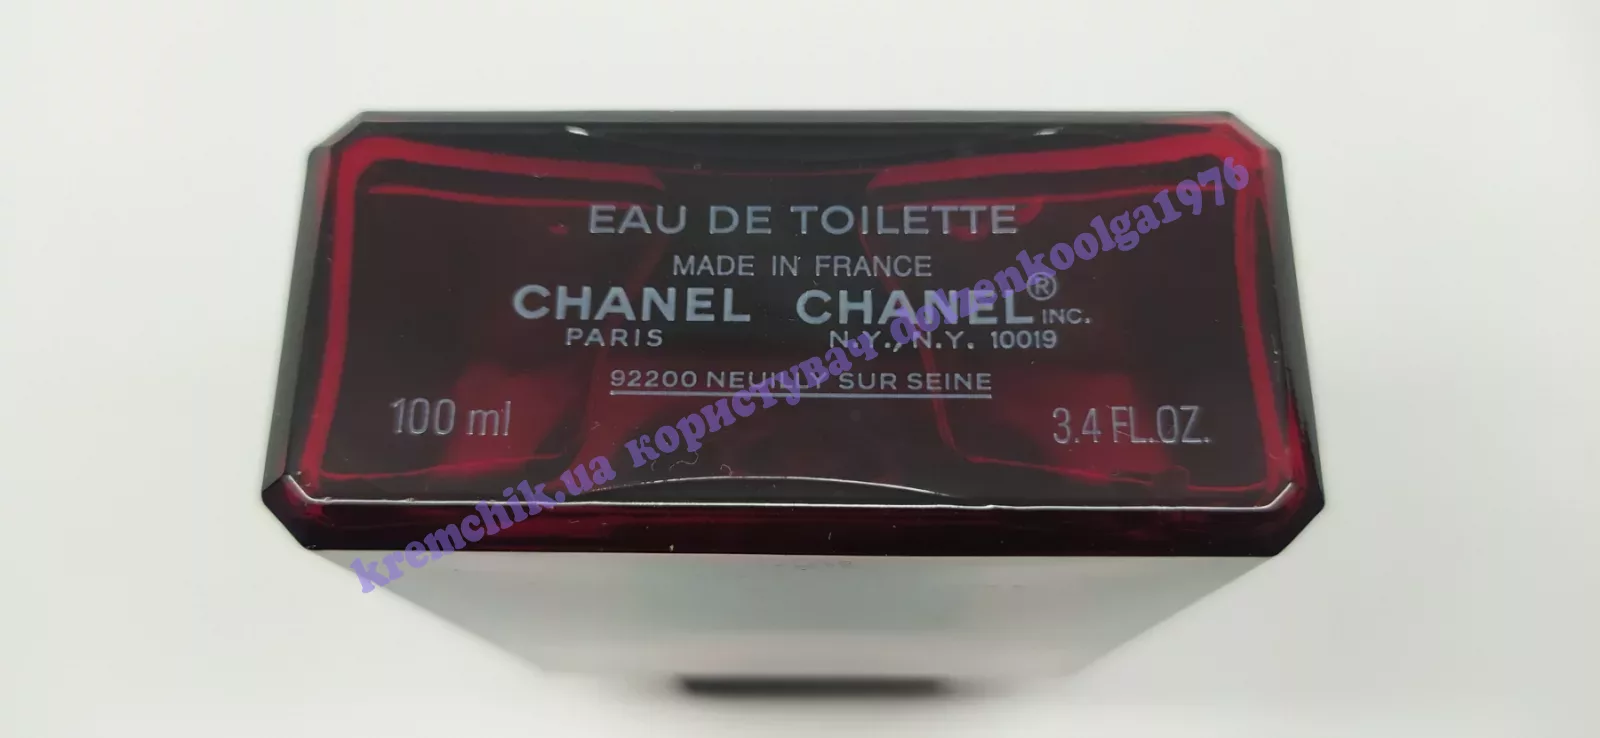 EAU DE TOILETTE
MADE IN FRANCE
CHANEL CHANEL® INC.
PARIS N.Y., N.Y. 10019
92200 NEUILLY SUR SEINE
100 ml 3.4 FL.OZ.
kremchik.ua користувач dovzenkoolga1976